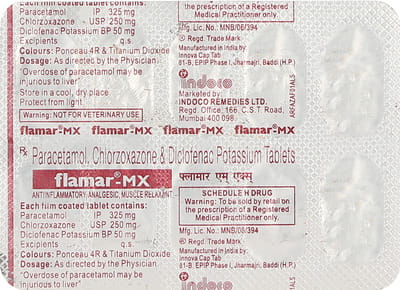 Each film coated tablet contains:
Paracetamol IP 325 mg
Chlorzoxazone USP 250 mg
Diclofenac Potassium BP 50 mg
Excipients q.s.
Colours: Ponceau 4R & Titanium Dioxide
Dosage: As directed by the Physician.
"Overdose of paracetamol may be
injurious to liver"
Store in a cool, dry place.
Protect from light.
Warning: NOT FOR VETERINARY USE
the prescription of a Registered
Medical Practitioner only.
Mfg. Lic. No.: MNB/06/394
® Regd. Trade Mark
Manufactured in India by:
Innova Cap Tab
81-B, EPIP Phase I, Jharmajri, Baddi (H.P.)
indoco
Marketed by:
INDOCO REMEDIES LTD.
Regd. Office: 166, C.S.T. Road,
Mumbai 400 098.
flamar®-MX flamar®-MX flamar®-MX flamar®-MX
Rx Paracetamol, Chlorzoxazone & Diclofenac Potassium Tablets
flamar®-MX
फ्लामार एम एक्स
ANTIINFLAMMATORY-ANALGESIC, MUSCLE RELAXANT
Each film coated tablet contains:
Paracetamol IP 325 mg
Chlorzoxazone USP 250 mg
Diclofenac Potassium BP 50 mg
Excipients q.s.
Colours: Ponceau 4R & Titanium Dioxide
Dosage: As directed by the Physician.
"Overdose of paracetamol may be
injurious to liver"
SCHEDULE H DRUG
Warning: To be sold by retail on
the prescription of a Registered
Medical Practitioner only.
Mfg. Lic. No.: MNB/06/394
® Regd. Trade Mark
Manufactured in India by:
Innova Cap Tab
81-B, EPIP Phase I, Jharmajri, Baddi (H.P.)